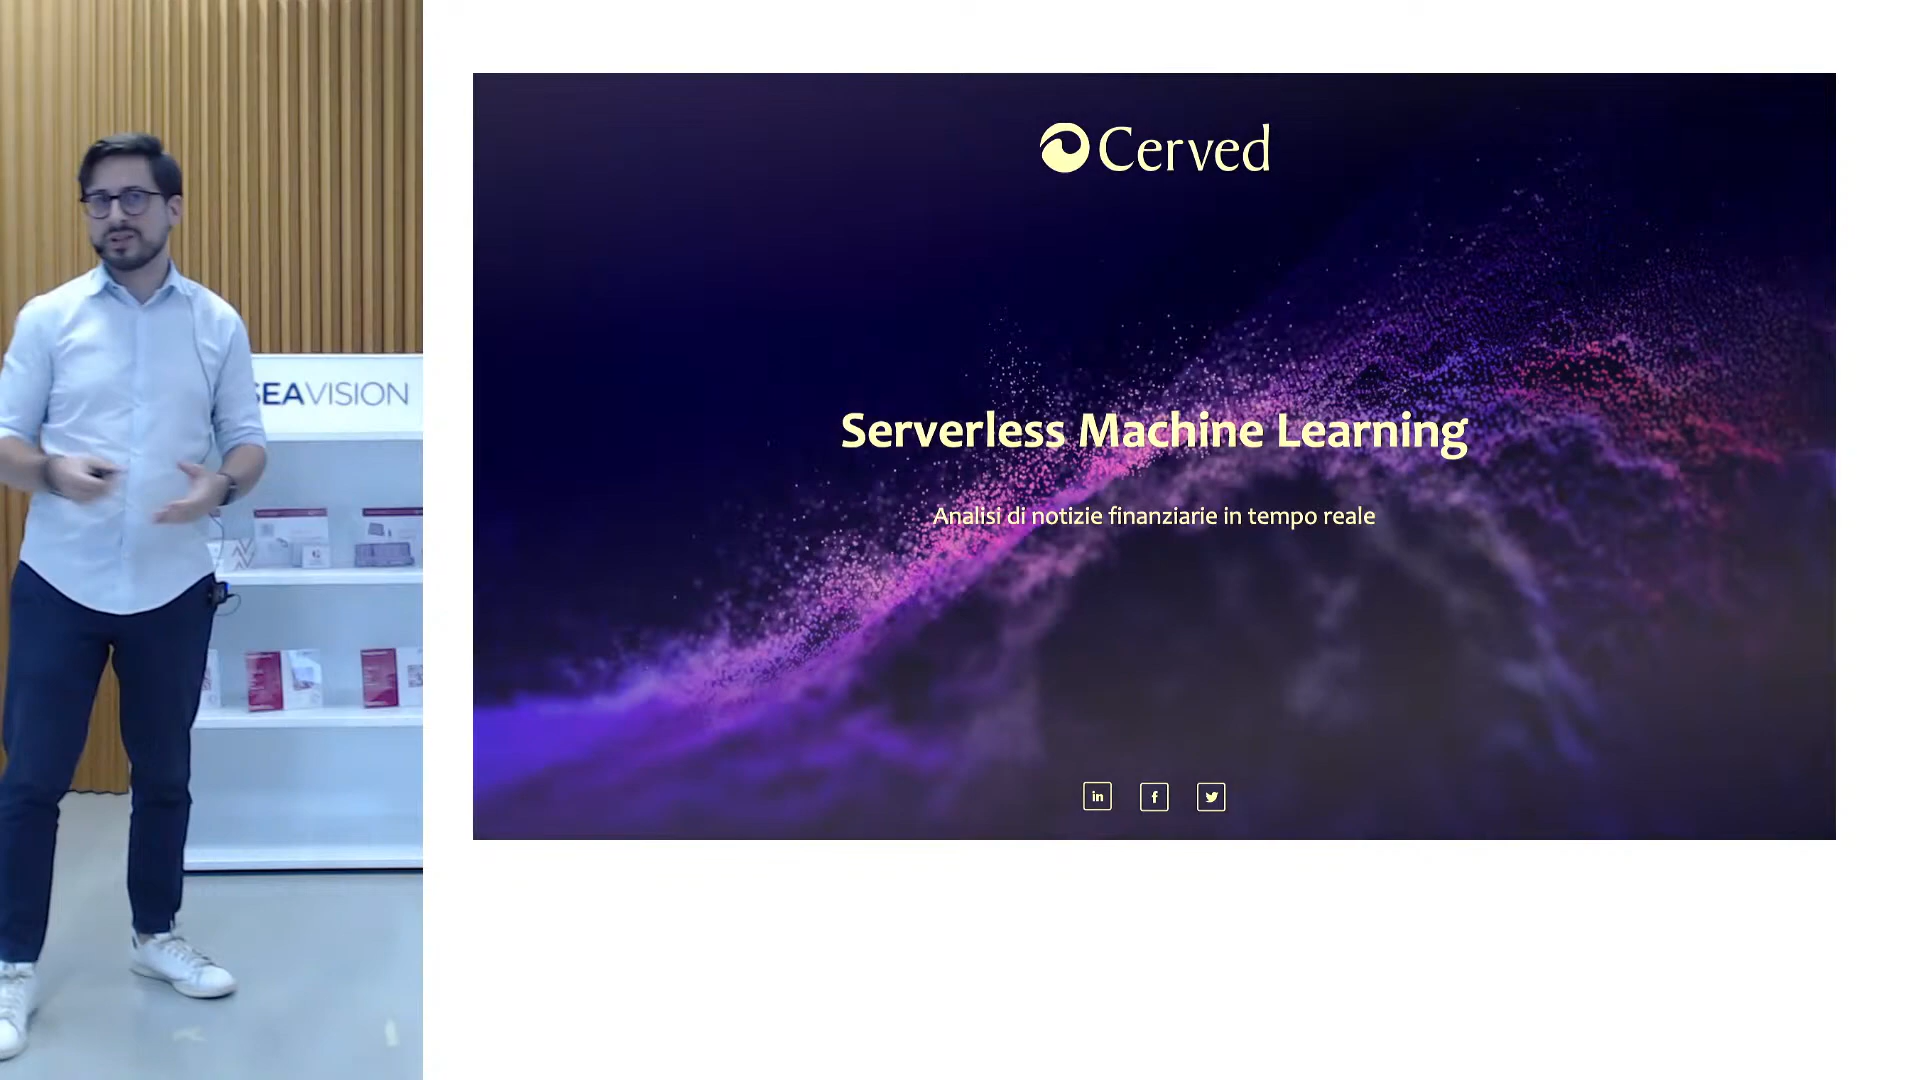 SEAVISION
Cerved
Serverless Machine Learning
Analisi di notizie finanziarie in tempo reale
in
f